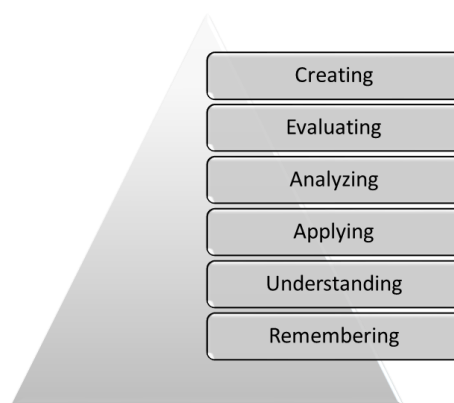 Creating
Evaluating
Analyzing
Applying
Understanding
Remembering